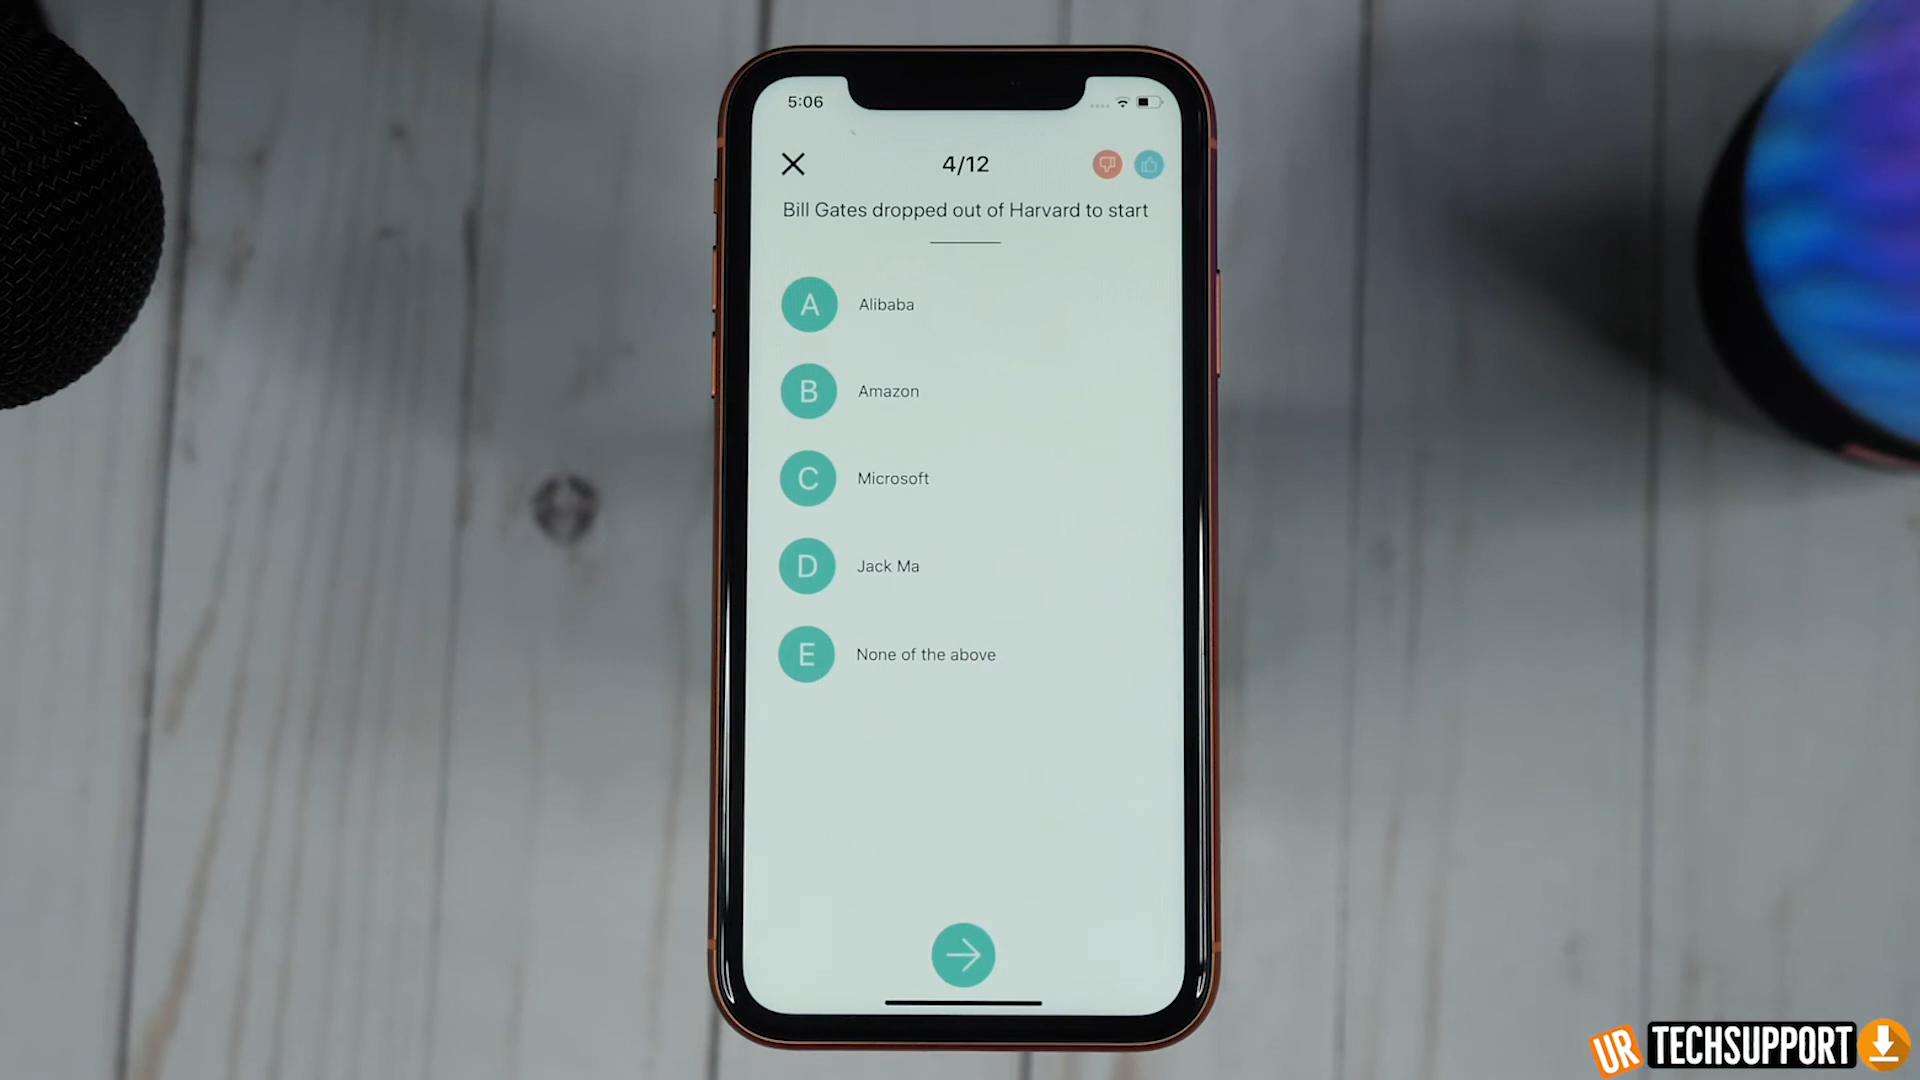 5:06
4/12
Bill Gates dropped out of Harvard to start
A Alibaba
B Amazon
C Microsoft
D Jack Ma
E None of the above
UR TECHSUPPORT